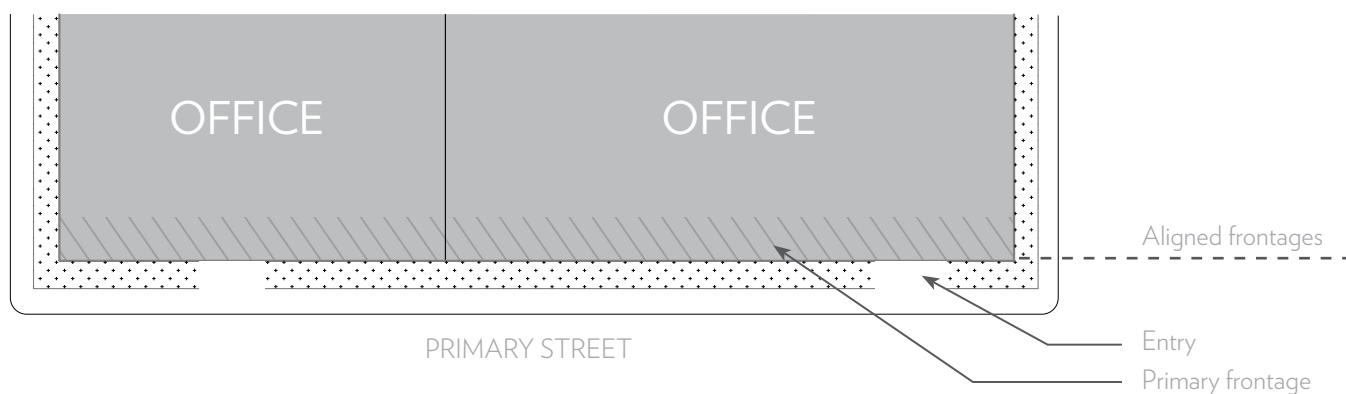 OFFICE
OFFICE
Aligned frontages
PRIMARY STREET
Entry
Primary frontage